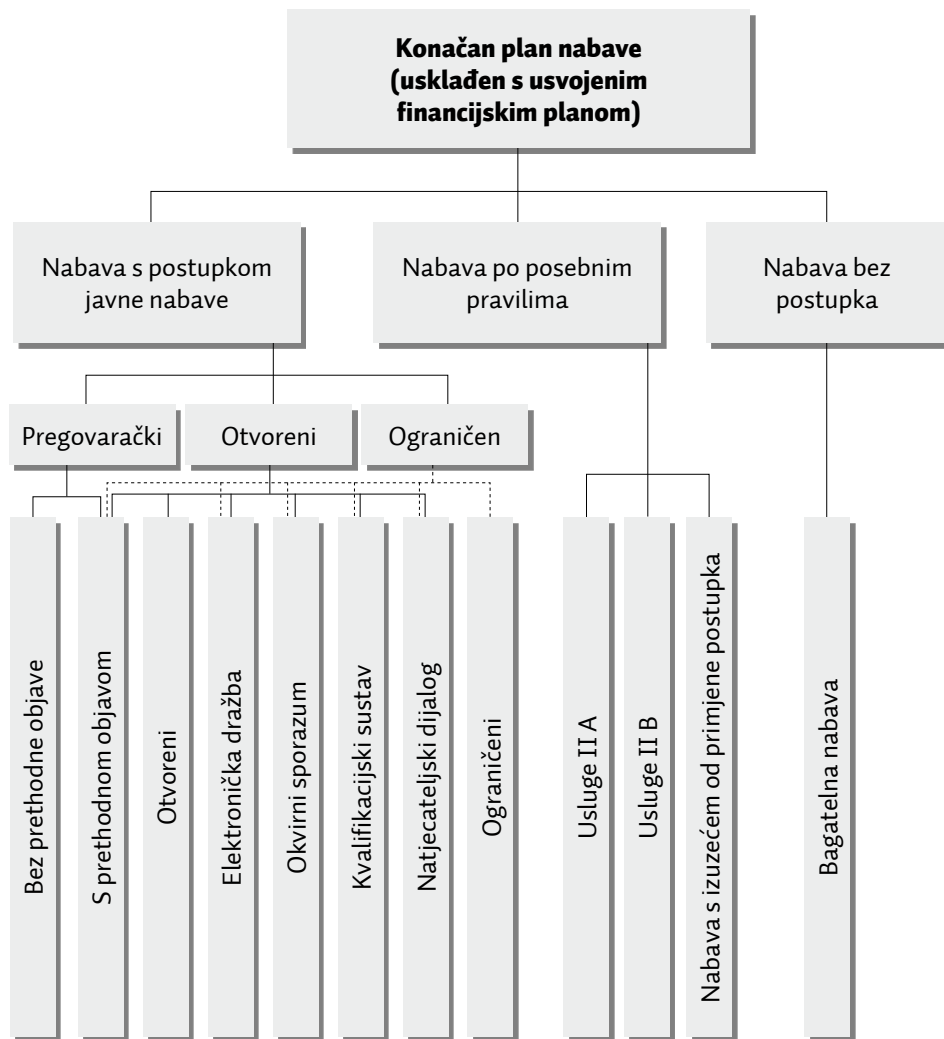 Konačan plan nabave
(usklađen s usvojenim
financijskim planom)
Nabava s postupkom
javne nabave
Nabava po posebnim
pravilima
Nabava bez
postupka
Pregovarački
Otvoreni
Ograničen
Bez prethodne objave
S prethodnom objavom
Otvoreni
Elektronička dražba
Okvirni sporazum
Kvalifikacijski sustav
Natjecateljski dijalog
Ograničeni
Usluge II A
Usluge II B
Nabava s izuzećem od primjene postupka
Bagatelna nabava